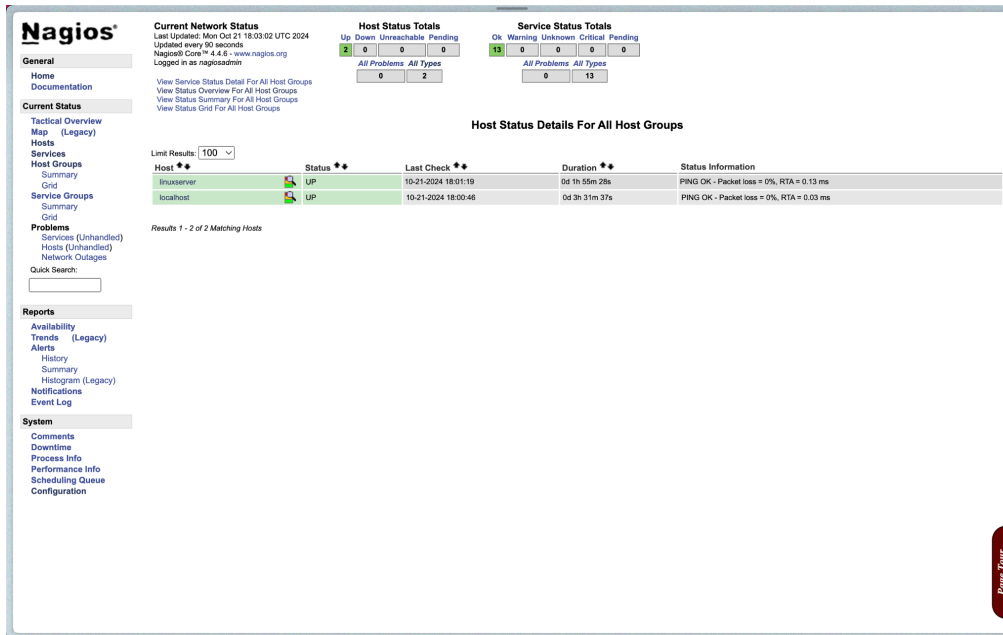 Nagios®
General
Home
Documentation
Current Status
Tactical Overview
Map (Legacy)
Hosts
Services
Host Groups
Summary
Grid
Service Groups
Summary
Grid
Problems
Services (Unhandled)
Hosts (Unhandled)
Network Outages
Quick Search:
Reports
Availability
Trends (Legacy)
Alerts
History
Summary
Histogram (Legacy)
Notifications
Event Log
System
Comments
Downtime
Process Info
Performance Info
Scheduling Queue
Configuration
Current Network Status
Last Updated: Mon Oct 21 18:03:02 UTC 2024
Updated every 90 seconds
Nagios® Core™ 4.4.6 - www.nagios.org
Logged in as nagiosadmin
View Service Status Detail For All Host Groups
View Status Overview For All Host Groups
View Status Summary For All Host Groups
View Status Grid For All Host Groups
Host Status Totals
Up Down Unreachable Pending
2 0 0 0
All Problems All Types
0 2
Service Status Totals
Ok Warning Unknown Critical Pending
13 0 0 0 0
All Problems All Types
0 13
Host Status Details For All Host Groups
Limit Results: 100
Host Status Last Check Duration Status Information
linuxserver UP 10-21-2024 18:01:19 0d 1h 55m 28s PING OK - Packet loss = 0%, RTA = 0.13 ms
localhost UP 10-21-2024 18:00:46 0d 3h 31m 37s PING OK - Packet loss = 0%, RTA = 0.03 ms
Results 1 - 2 of 2 Matching Hosts
Page Tour